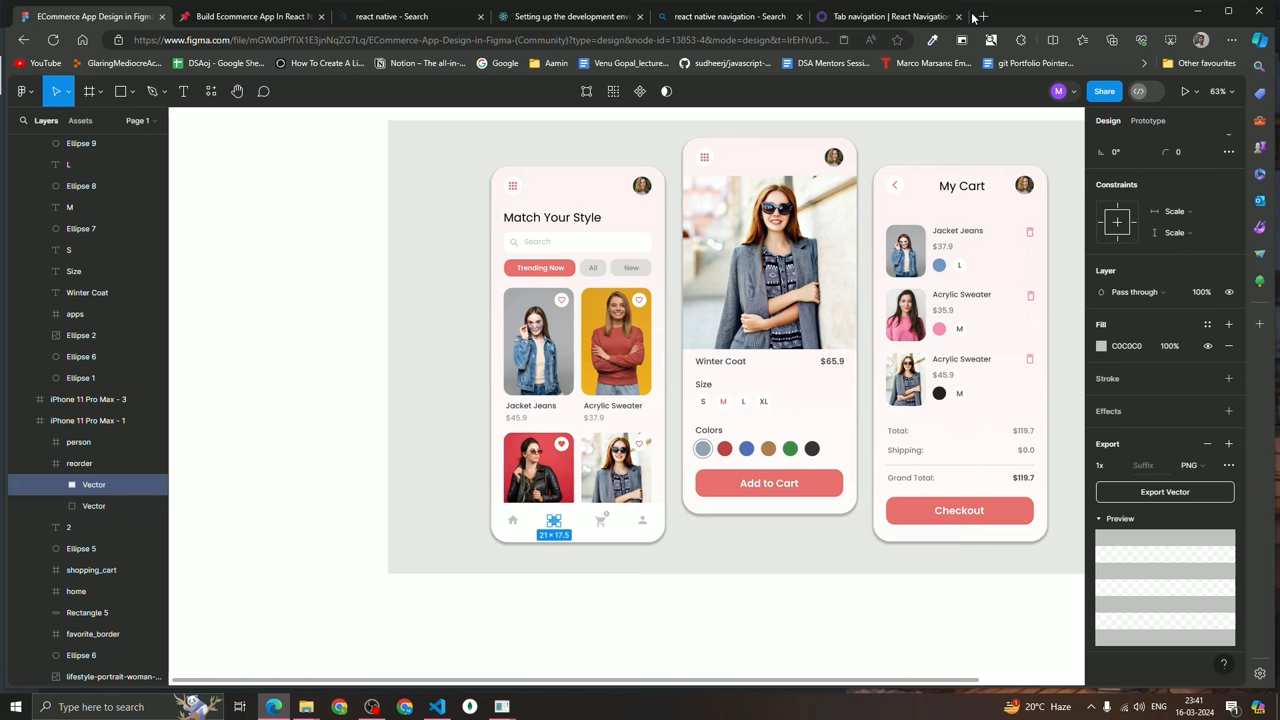 ECommerce App Design in Figm
Build ECommerce App In React N
react native - Search
Setting up the development envi
react native navigation - Search
Tab navigation | React Navigation
https://www.figma.com/file/mGW0dPfTiX1E3jnNqZG7Lq/ECommerce-App-Design-in-Figma-(Community)?type=design&node-id=13853-4&mode=design&t=IrEHYuf3...
YouTube
GlaringMediocreAc...
DSAoj - Google She...
How To Create A Li...
Notion – The all-in-...
Google
Aamin
Venu Gopal_lecture...
sudheerj/javascript-...
DSA Mentors Sessi...
Marco Marsans: Em...
git Portfolio Pointer...
Other favourites
M
Share
63%
Layers
Assets
Page 1
Design
Prototype
Ellipse 9
L
Ellipse 8
M
Ellipse 7
S
Size
Winter Coat
apps
Ellipse 2
Ellipse 6
Ellipse 1
iPhone 11 Pro Max - 3
iPhone 11 Pro Max - 1
person
reorder
Vector
Vector
2
Ellipse 5
shopping_cart
home
Rectangle 5
favorite_border
Ellipse 6
lifestyle-portrait-woman-...
Match Your Style
Search
Trending Now
All
New
Jacket Jeans
$45.9
Acrylic Sweater
$37.9
21 × 17.5
Winter Coat
$65.9
Size
S
M
L
XL
Colors
Add to Cart
My Cart
Jacket Jeans
$37.9
L
Acrylic Sweater
$35.9
M
Acrylic Sweater
$45.9
M
Total:
$119.7
Shipping:
$0.0
Grand Total:
$119.7
Checkout
0°
0
Constraints
Scale
Scale
Layer
Pass through
100%
Fill
C0C0C0
100%
Stroke
Effects
Export
1x
Suffix
PNG
Export Vector
Preview
?
Type here to search
20°C Haze
ENG
23:41
16-03-2024